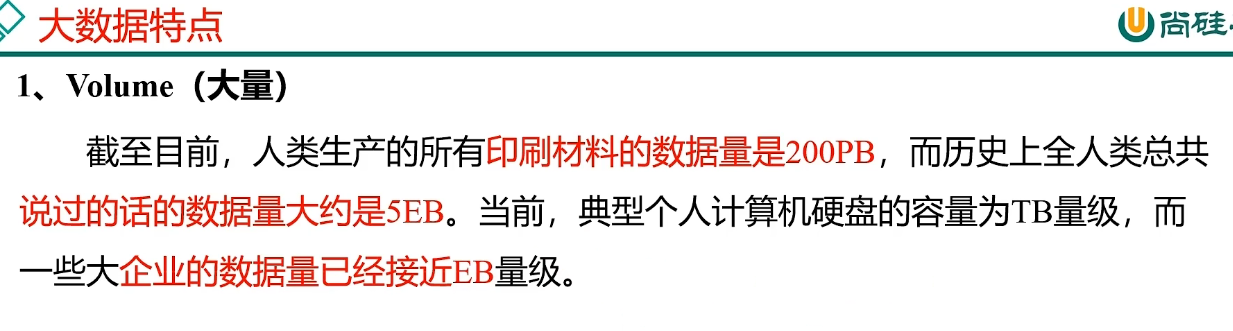 大数据特点
尚硅
1、Volume（大量）
截至目前，人类生产的所有印刷材料的数据量是200PB，而历史上全人类总共
说过的话的数据量大约是5EB。当前，典型个人计算机硬盘的容量为TB量级，而
一些大企业的数据量已经接近EB量级。